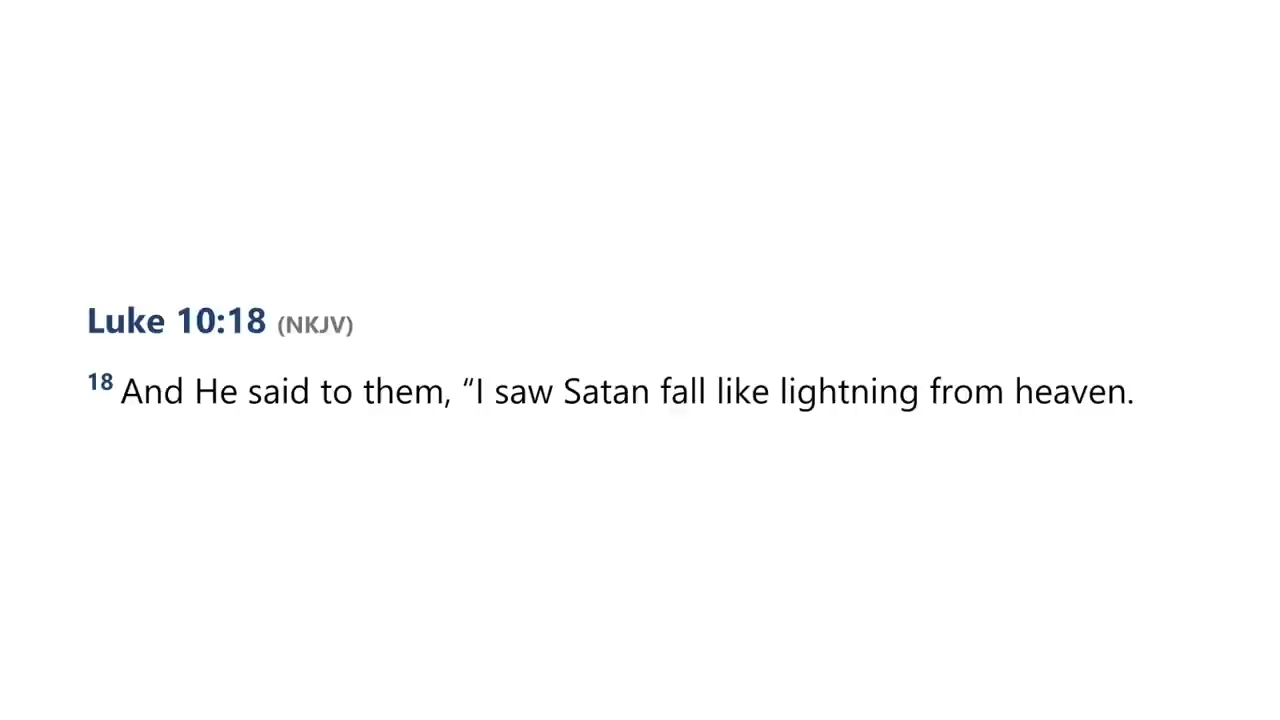 Luke 10:18 (NKJV)
18 And He said to them, “I saw Satan fall like lightning from heaven.